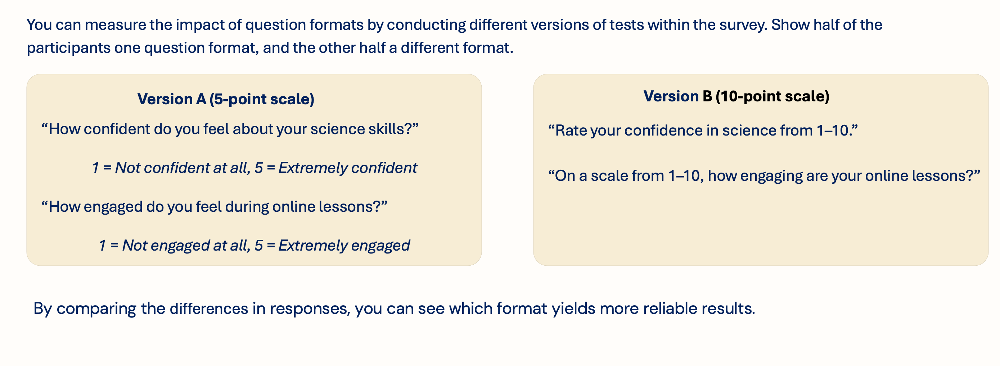 You can measure the impact of question formats by conducting different versions of tests within the survey. Show half of the
participants one question format, and the other half a different format.
Version A (5-point scale)
“How confident do you feel about your science skills?”
1 = Not confident at all, 5 = Extremely confident
“How engaged do you feel during online lessons?”
1 = Not engaged at all, 5 = Extremely engaged
Version B (10-point scale)
“Rate your confidence in science from 1–10.”
“On a scale from 1–10, how engaging are your online lessons?”
By comparing the differences in responses, you can see which format yields more reliable results.